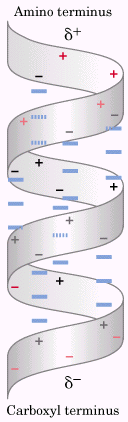 Amino terminus
δ+
δ−
Carboxyl terminus